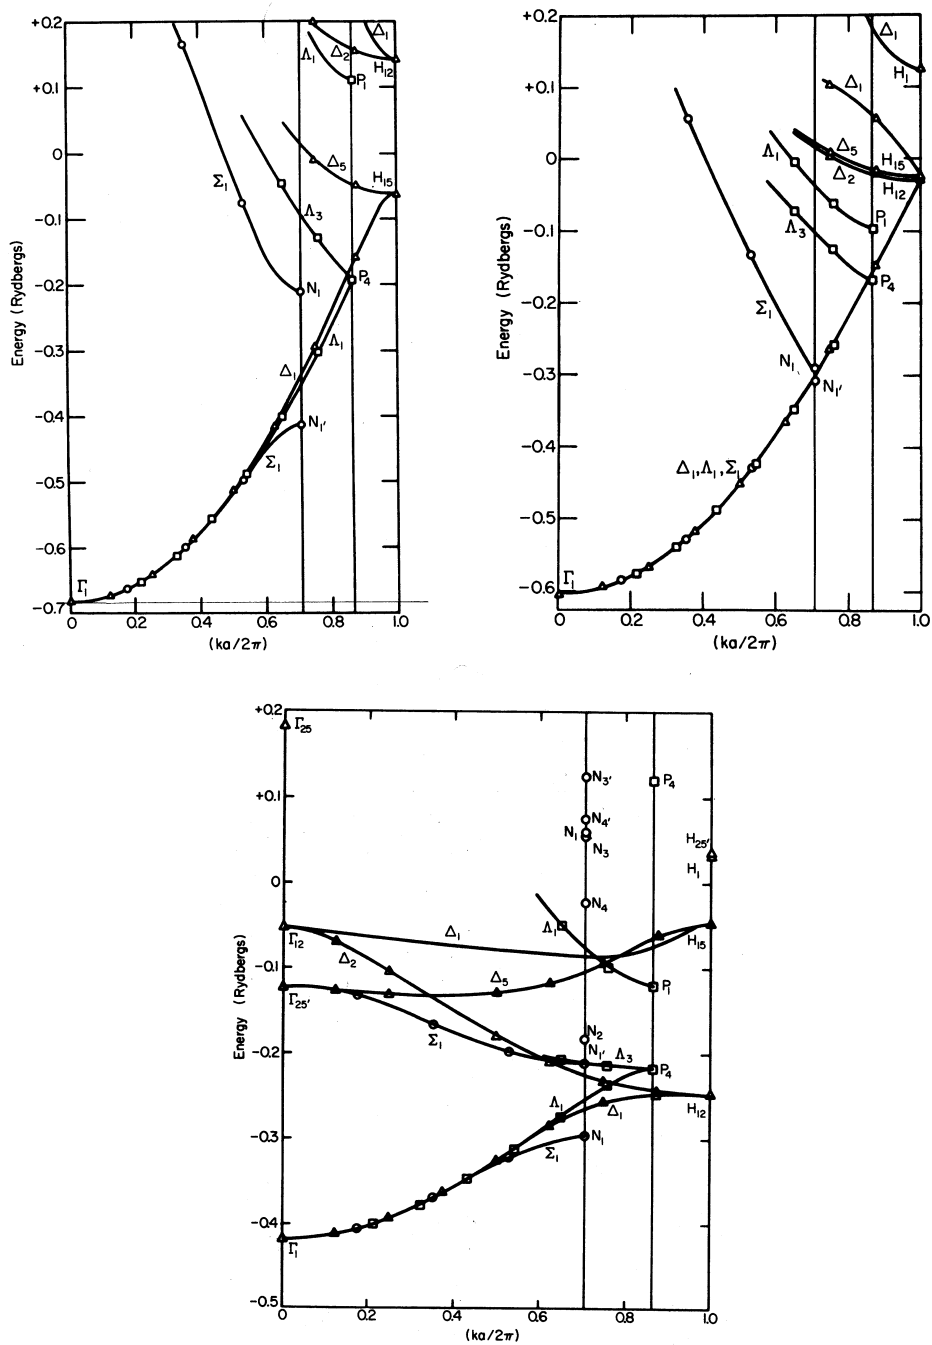 +0.2
+0.1
0
−0.1
−0.2
−0.3
−0.4
−0.5
−0.6
−0.7
Energy (Rydbergs)
0 0.2 0.4 0.6 0.8 1.0
(ka/2π)
Δ₁
Δ₂
Λ₁
H₁₂
P₁
Δ₅
H₁₅
Σ₁
Λ₃
N₁
P₄
Λ₁
Δ₁
N₁′
Σ₁
Γ₁
+0.2
+0.1
0
−0.1
−0.2
−0.3
−0.4
−0.5
−0.6
Energy (Rydbergs)
0 0.2 0.4 0.6 0.8 1.0
(ka/2π)
Δ₁
H₁
Δ₁
Δ₅
Λ₁
H₁₅
Δ₂
H₁₂
P₁
Λ₃
P₄
Σ₁
N₁
N₁′
Δ₁,Λ₁,Σ₁
Γ₁
+0.2
+0.1
0
−0.1
−0.2
−0.3
−0.4
−0.5
Energy (Rydbergs)
0 0.2 0.4 0.6 0.8 1.0
(ka/2π)
Γ₂₅
N₃′
P₄
N₄′
N₁
N₃
H₂₅′
H₁
N₄
Λ₁
Δ₁
Γ₁₂
H₁₅
Δ₂
Δ₅
P₁
Γ₂₅′
Σ₁
N₂
N₁′
Λ₃
P₄
Λ₁
Δ₁
H₁₂
N₁
Σ₁
Γ₁